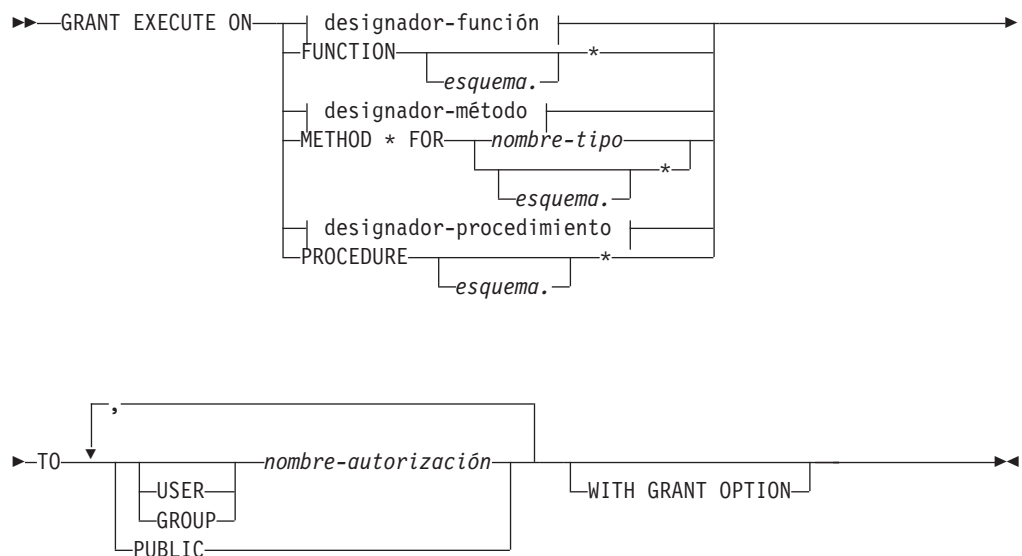 GRANT EXECUTE ON designador-función
FUNCTION *
esquema.
designador-método
METHOD * FOR nombre-tipo
*
esquema.
designador-procedimiento
PROCEDURE *
esquema.
,
TO nombre-autorización
USER WITH GRANT OPTION
GROUP
PUBLIC